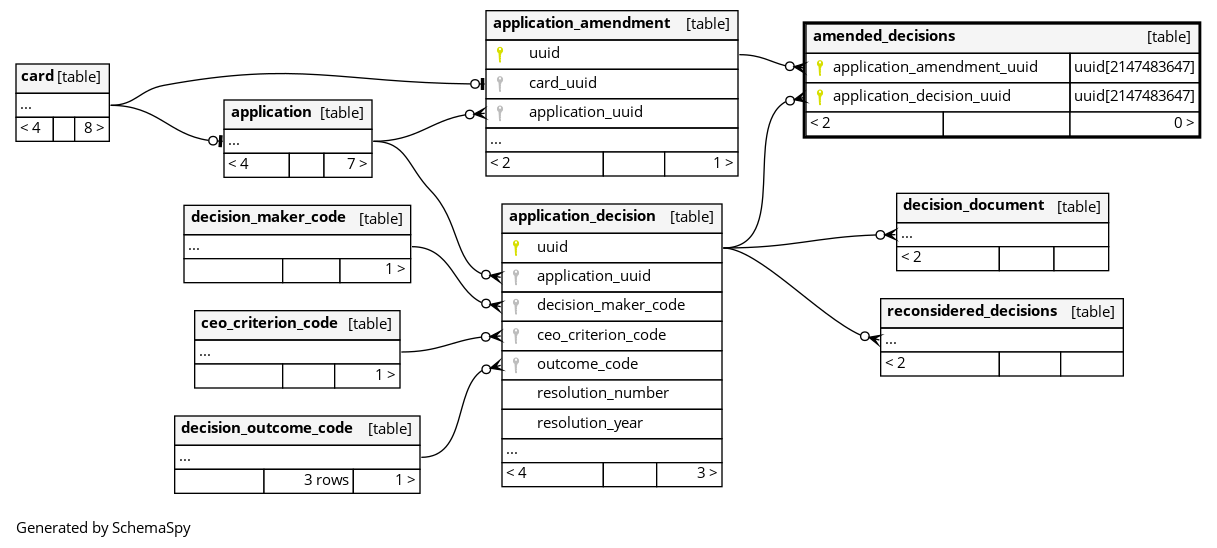 card [table]
...
< 4 8 >
application [table]
...
< 4 7 >
decision_maker_code [table]
...
1 >
ceo_criterion_code [table]
...
1 >
decision_outcome_code [table]
...
3 rows 1 >
application_amendment [table]
uuid
card_uuid
application_uuid
...
< 2 1 >
application_decision [table]
uuid
application_uuid
decision_maker_code
ceo_criterion_code
outcome_code
resolution_number
resolution_year
...
< 4 3 >
amended_decisions [table]
application_amendment_uuid uuid[2147483647]
application_decision_uuid uuid[2147483647]
< 2 0 >
decision_document [table]
...
< 2
reconsidered_decisions [table]
...
< 2
Generated by SchemaSpy